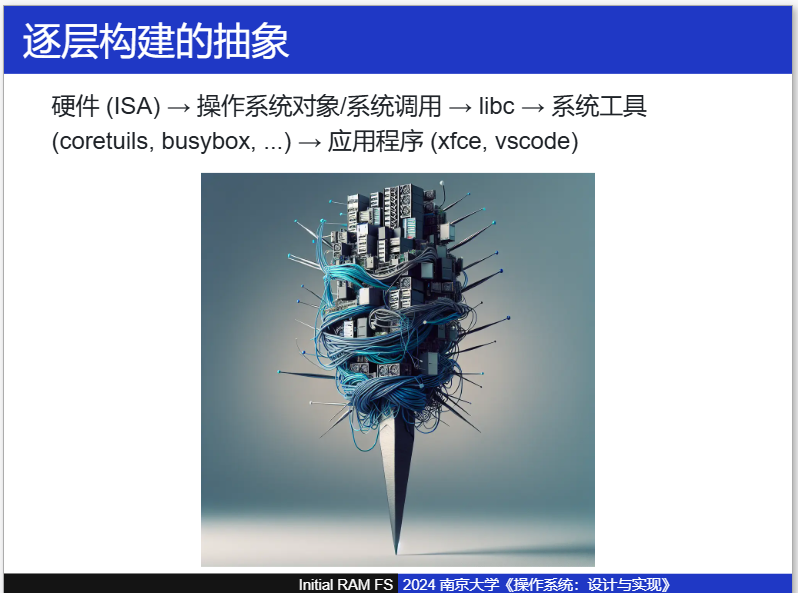 逐层构建的抽象
硬件 (ISA) → 操作系统对象/系统调用 → libc → 系统工具
(coretuils, busybox, ...) → 应用程序 (xfce, vscode)
Initial RAM FS 2024 南京大学《操作系统：设计与实现》